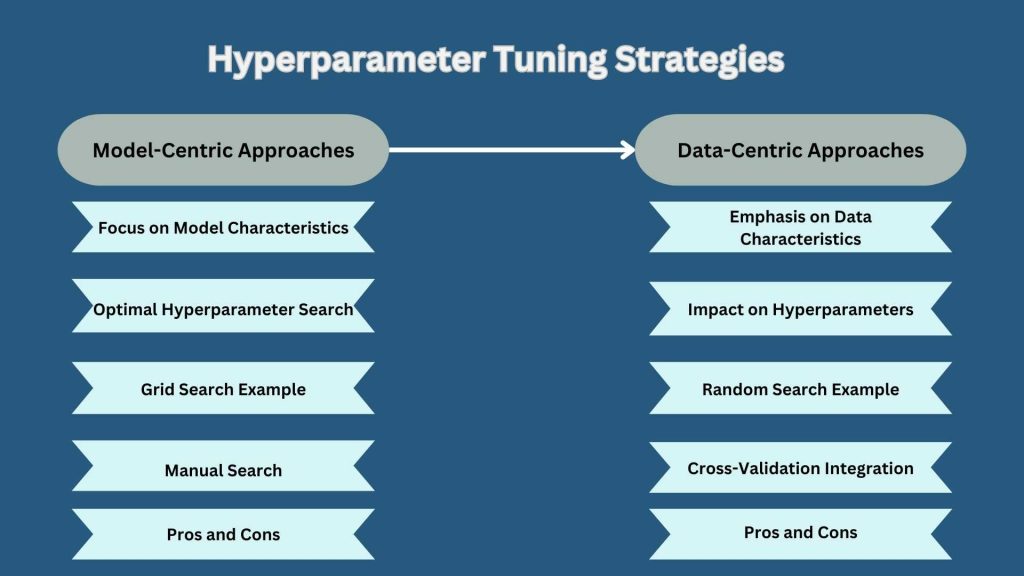 Hyperparameter Tuning Strategies
Model-Centric Approaches
Focus on Model Characteristics
Optimal Hyperparameter Search
Grid Search Example
Manual Search
Pros and Cons
Data-Centric Approaches
Emphasis on Data
Characteristics
Impact on Hyperparameters
Random Search Example
Cross-Validation Integration
Pros and Cons